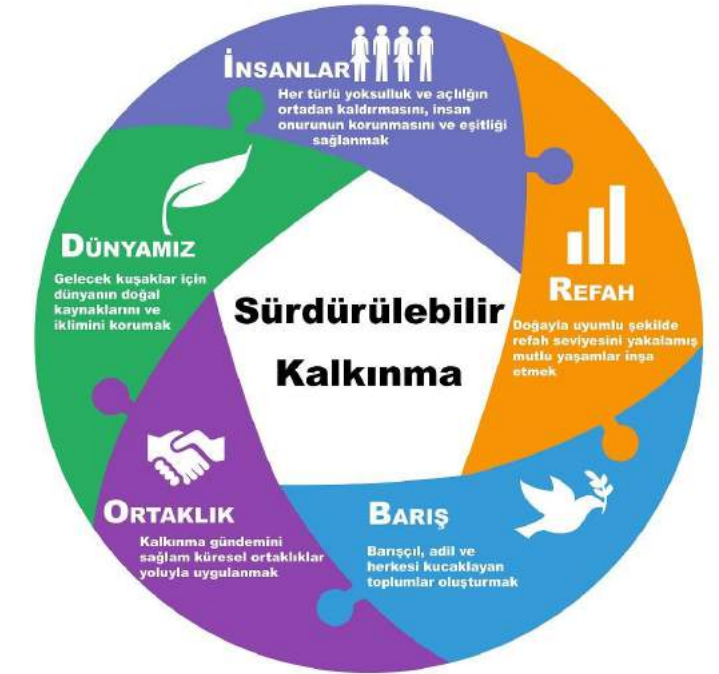 İNSANLAR
Her türlü yoksulluk ve açlılğın
ortadan kaldırmasını, insan
onurunun korunmasını ve eşitliği
sağlanmak
REFAH
Doğayla uyumlu şekilde
refah seviyesini yakalamış
mutlu yaşamlar inşa
etmek
BARIŞ
Barışçıl, adil ve
herkesi kucaklayan
toplumlar oluşturmak
ORTAKLIK
Kalkınma gündemini
sağlam küresel ortaklıklar
yoluyla uygulanmak
DÜNYAMIZ
Gelecek kuşaklar için
dünyanın doğal
kaynaklarını ve
iklimini korumak
Sürdürülebilir
Kalkınma